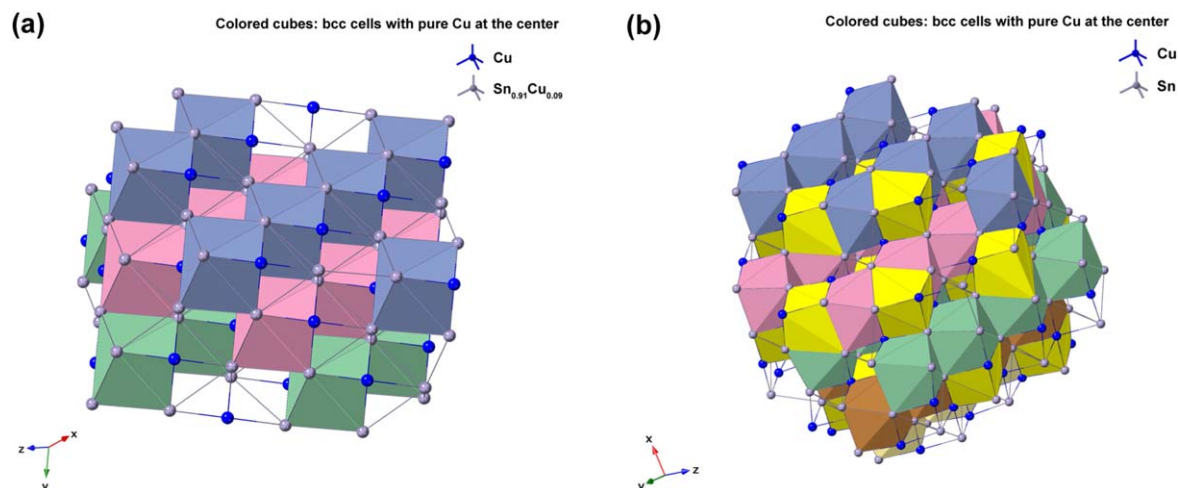 (a)
Colored cubes: bcc cells with pure Cu at the center
Cu
Sn0.91Cu0.09
x
z
y
(b)
Colored cubes: bcc cells with pure Cu at the center
Cu
Sn
x
z
y